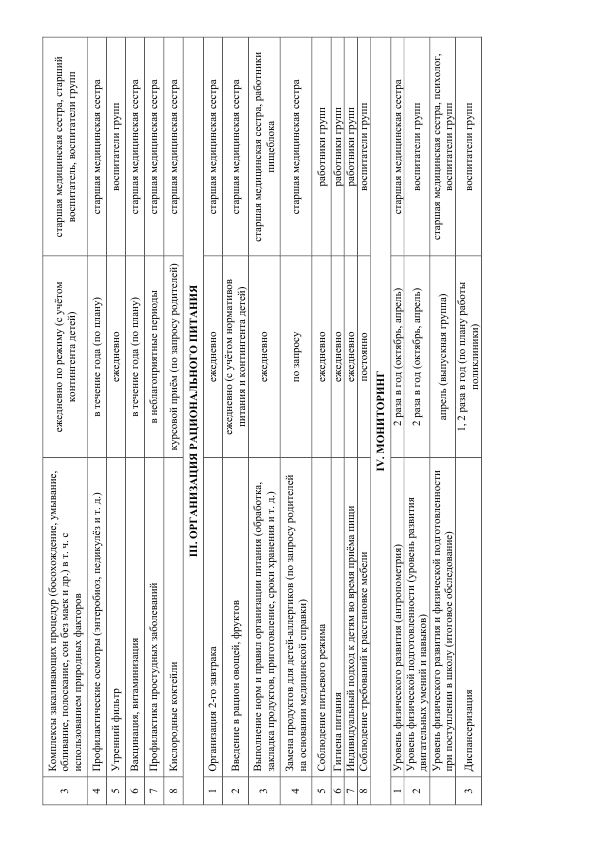 3
Комплексы закаливающих процедур (босохождение, умывание,
обливание, полоскание, сон без маек и др.) в т. ч. с
использованием природных факторов
ежедневно по режиму (с учётом
контингента детей)
старшая медицинская сестра, старший
воспитатель, воспитатели групп
4
Профилактические осмотры (энтеробиоз, педикулёз и т. д.)
в течение года (по плану)
старшая медицинская сестра
5
Утренний фильтр
ежедневно
воспитатели групп
6
Вакцинация, витаминизация
в течение года (по плану)
старшая медицинская сестра
7
Профилактика простудных заболеваний
в неблагоприятные периоды
старшая медицинская сестра
8
Кислородные коктейли
курсовой приём (по запросу родителей)
старшая медицинская сестра
III. ОРГАНИЗАЦИЯ РАЦИОНАЛЬНОГО ПИТАНИЯ
1
Организация 2-го завтрака
ежедневно
старшая медицинская сестра
2
Введение в рацион овощей, фруктов
ежедневно (с учётом нормативов
питания и контингента детей)
старшая медицинская сестра
3
Выполнение норм и правил организации питания (обработка,
закладка продуктов, приготовление, сроки хранения и т. д.)
ежедневно
старшая медицинская сестра, работники
пищеблока
4
Замена продуктов для детей-аллергиков (по запросу родителей
на основании медицинской справки)
по запросу
старшая медицинская сестра
5
Соблюдение питьевого режима
ежедневно
работники групп
6
Гигиена питания
ежедневно
работники групп
7
Индивидуальный подход к детям во время приёма пищи
ежедневно
работники групп
8
Соблюдение требований к расстановке мебели
постоянно
воспитатели групп
IV. МОНИТОРИНГ
1
Уровень физического развития (антропометрия)
2 раза в год (октябрь, апрель)
старшая медицинская сестра
2
Уровень физической подготовленности (уровень развития
двигательных умений и навыков)
2 раза в год (октябрь, апрель)
воспитатели групп
Уровень физического развития и физической подготовленности
при поступлении в школу (итоговое обследование)
апрель (выпускная группа)
старшая медицинская сестра, психолог,
воспитатели групп
3
Диспансеризация
1, 2 раза в год (по плану работы
поликлиники)
воспитатели групп